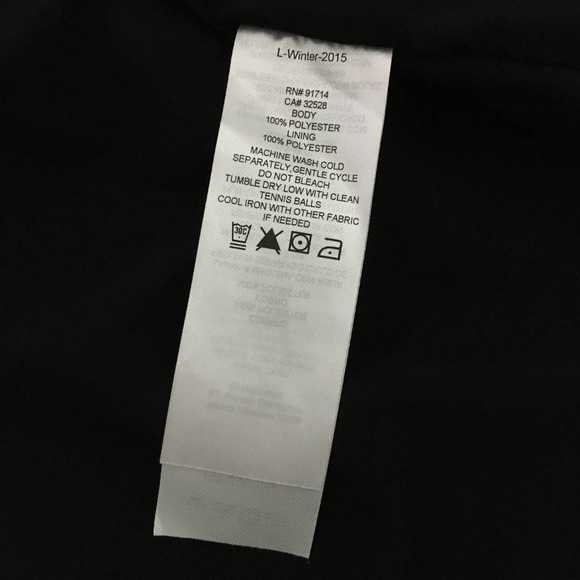 L-Winter-2015
RN# 91714
CA# 32528
BODY
100% POLYESTER
LINING
100% POLYESTER
MACHINE WASH COLD
SEPARATELY,GENTLE CYCLE
DO NOT BLEACH
TUMBLE DRY LOW WITH CLEAN
TENNIS BALLS
COOL IRON WITH OTHER FABRIC
IF NEEDED
30C